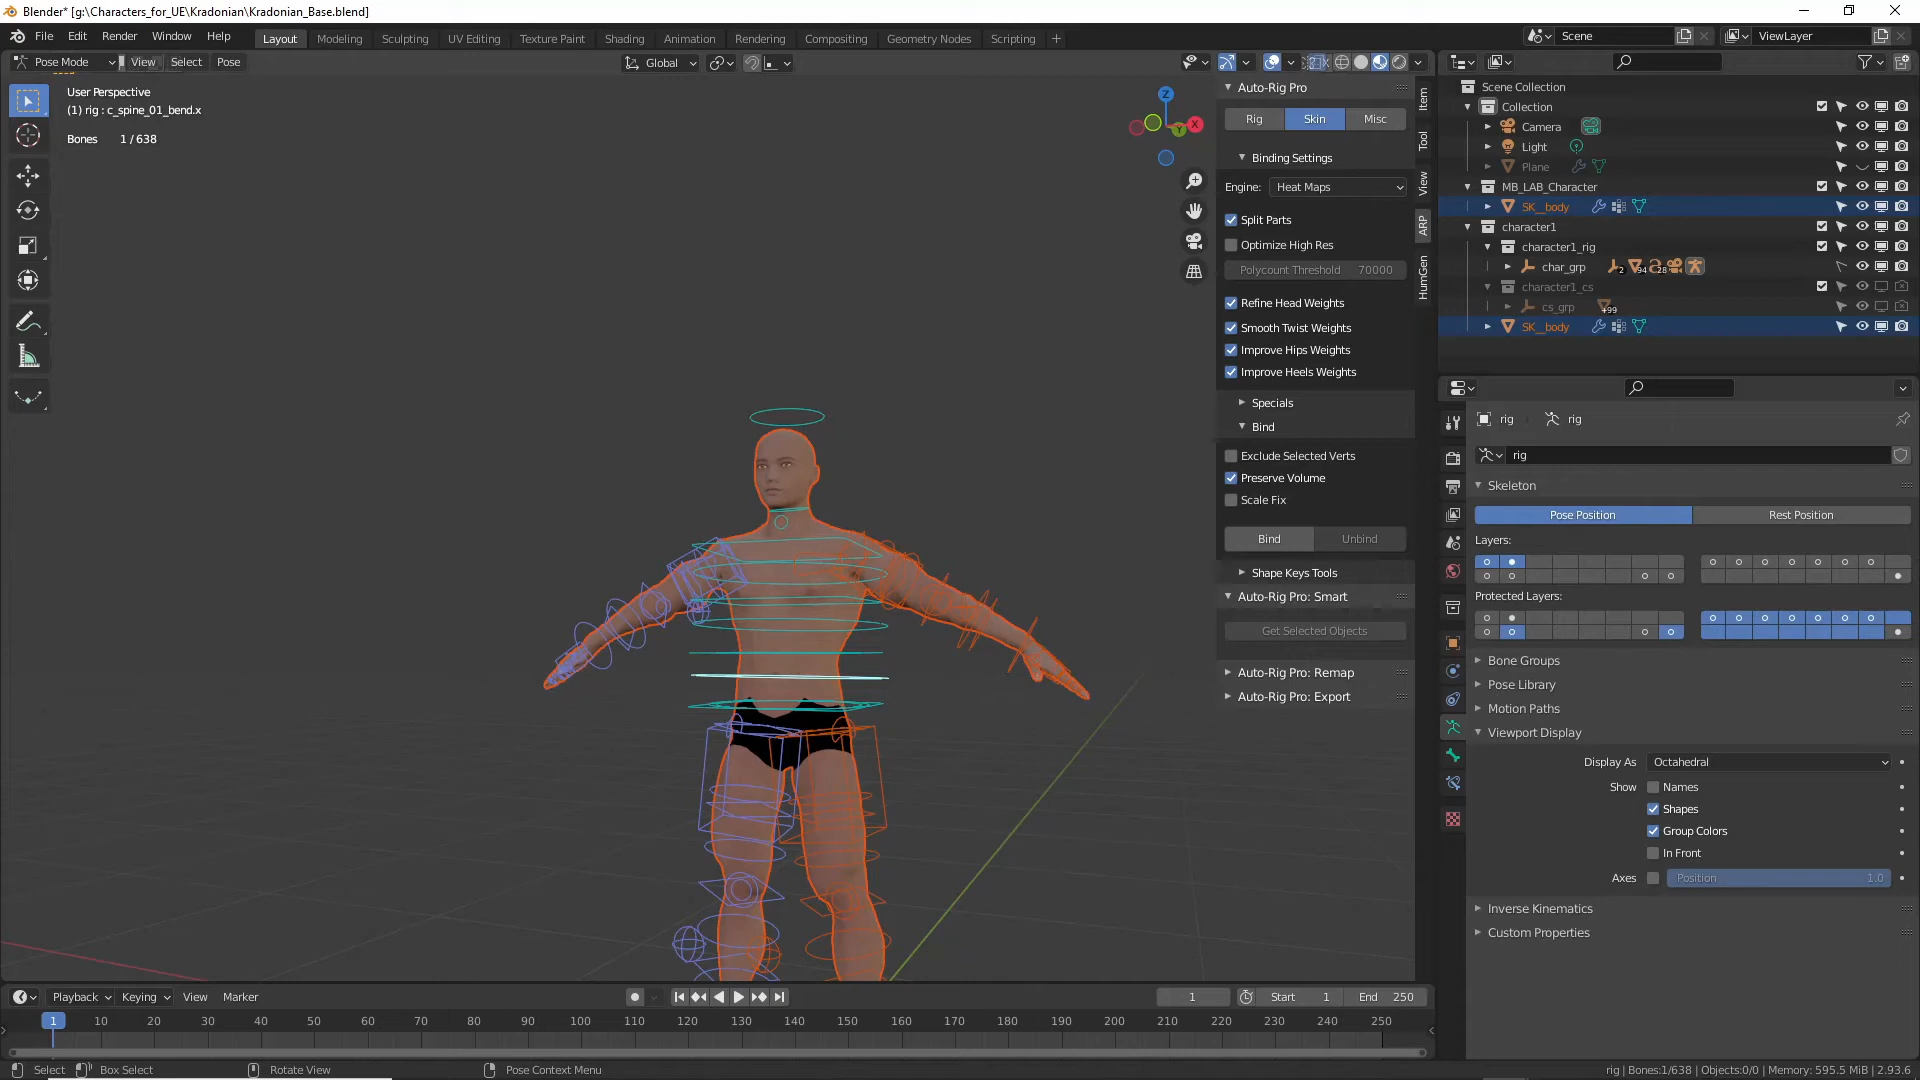 Blender* [g:\Characters_for_UE\Kradonian\Kradonian_Base.blend]
File Edit Render Window Help Layout Modeling Sculpting UV Editing Texture Paint Shading Animation Rendering Compositing Geometry Nodes Scripting Scene ViewLayer
Pose Mode View Select Pose Global
User Perspective
(1) rig : c_spine_01_bend.x
Bones 1 / 638
Z
X
Y
Auto-Rig Pro
Rig Skin Misc
Binding Settings
Engine: Heat Maps
Split Parts
Optimize High Res
Polycount Threshold 70000
Refine Head Weights
Smooth Twist Weights
Improve Hips Weights
Improve Heels Weights
Specials
Bind
Exclude Selected Verts
Preserve Volume
Scale Fix
Bind Unbind
Shape Keys Tools
Auto-Rig Pro: Smart
Get Selected Objects
Auto-Rig Pro: Remap
Auto-Rig Pro: Export
Item
Tool
View
ARP
HumGen
Scene Collection
Collection
Camera
Light
Plane
MB_LAB_Character
SK__body
character1
character1_rig
char_grp 2 94 28
character1_cs
cs_grp +99
SK__body
rig rig
rig
Skeleton
Pose Position Rest Position
Layers:
Protected Layers:
Bone Groups
Pose Library
Motion Paths
Viewport Display
Display As Octahedral
Show Names
Shapes
Group Colors
In Front
Axes Position 1.0
Inverse Kinematics
Custom Properties
Playback Keying View Marker 1 Start 1 End 250
1 10 20 30 40 50 60 70 80 90 100 110 120 130 140 150 160 170 180 190 200 210 220 230 240 250
Select Box Select Rotate View Pose Context Menu rig | Bones:1/638 | Objects:0/0 | Memory: 595.5 MiB | 2.93.6